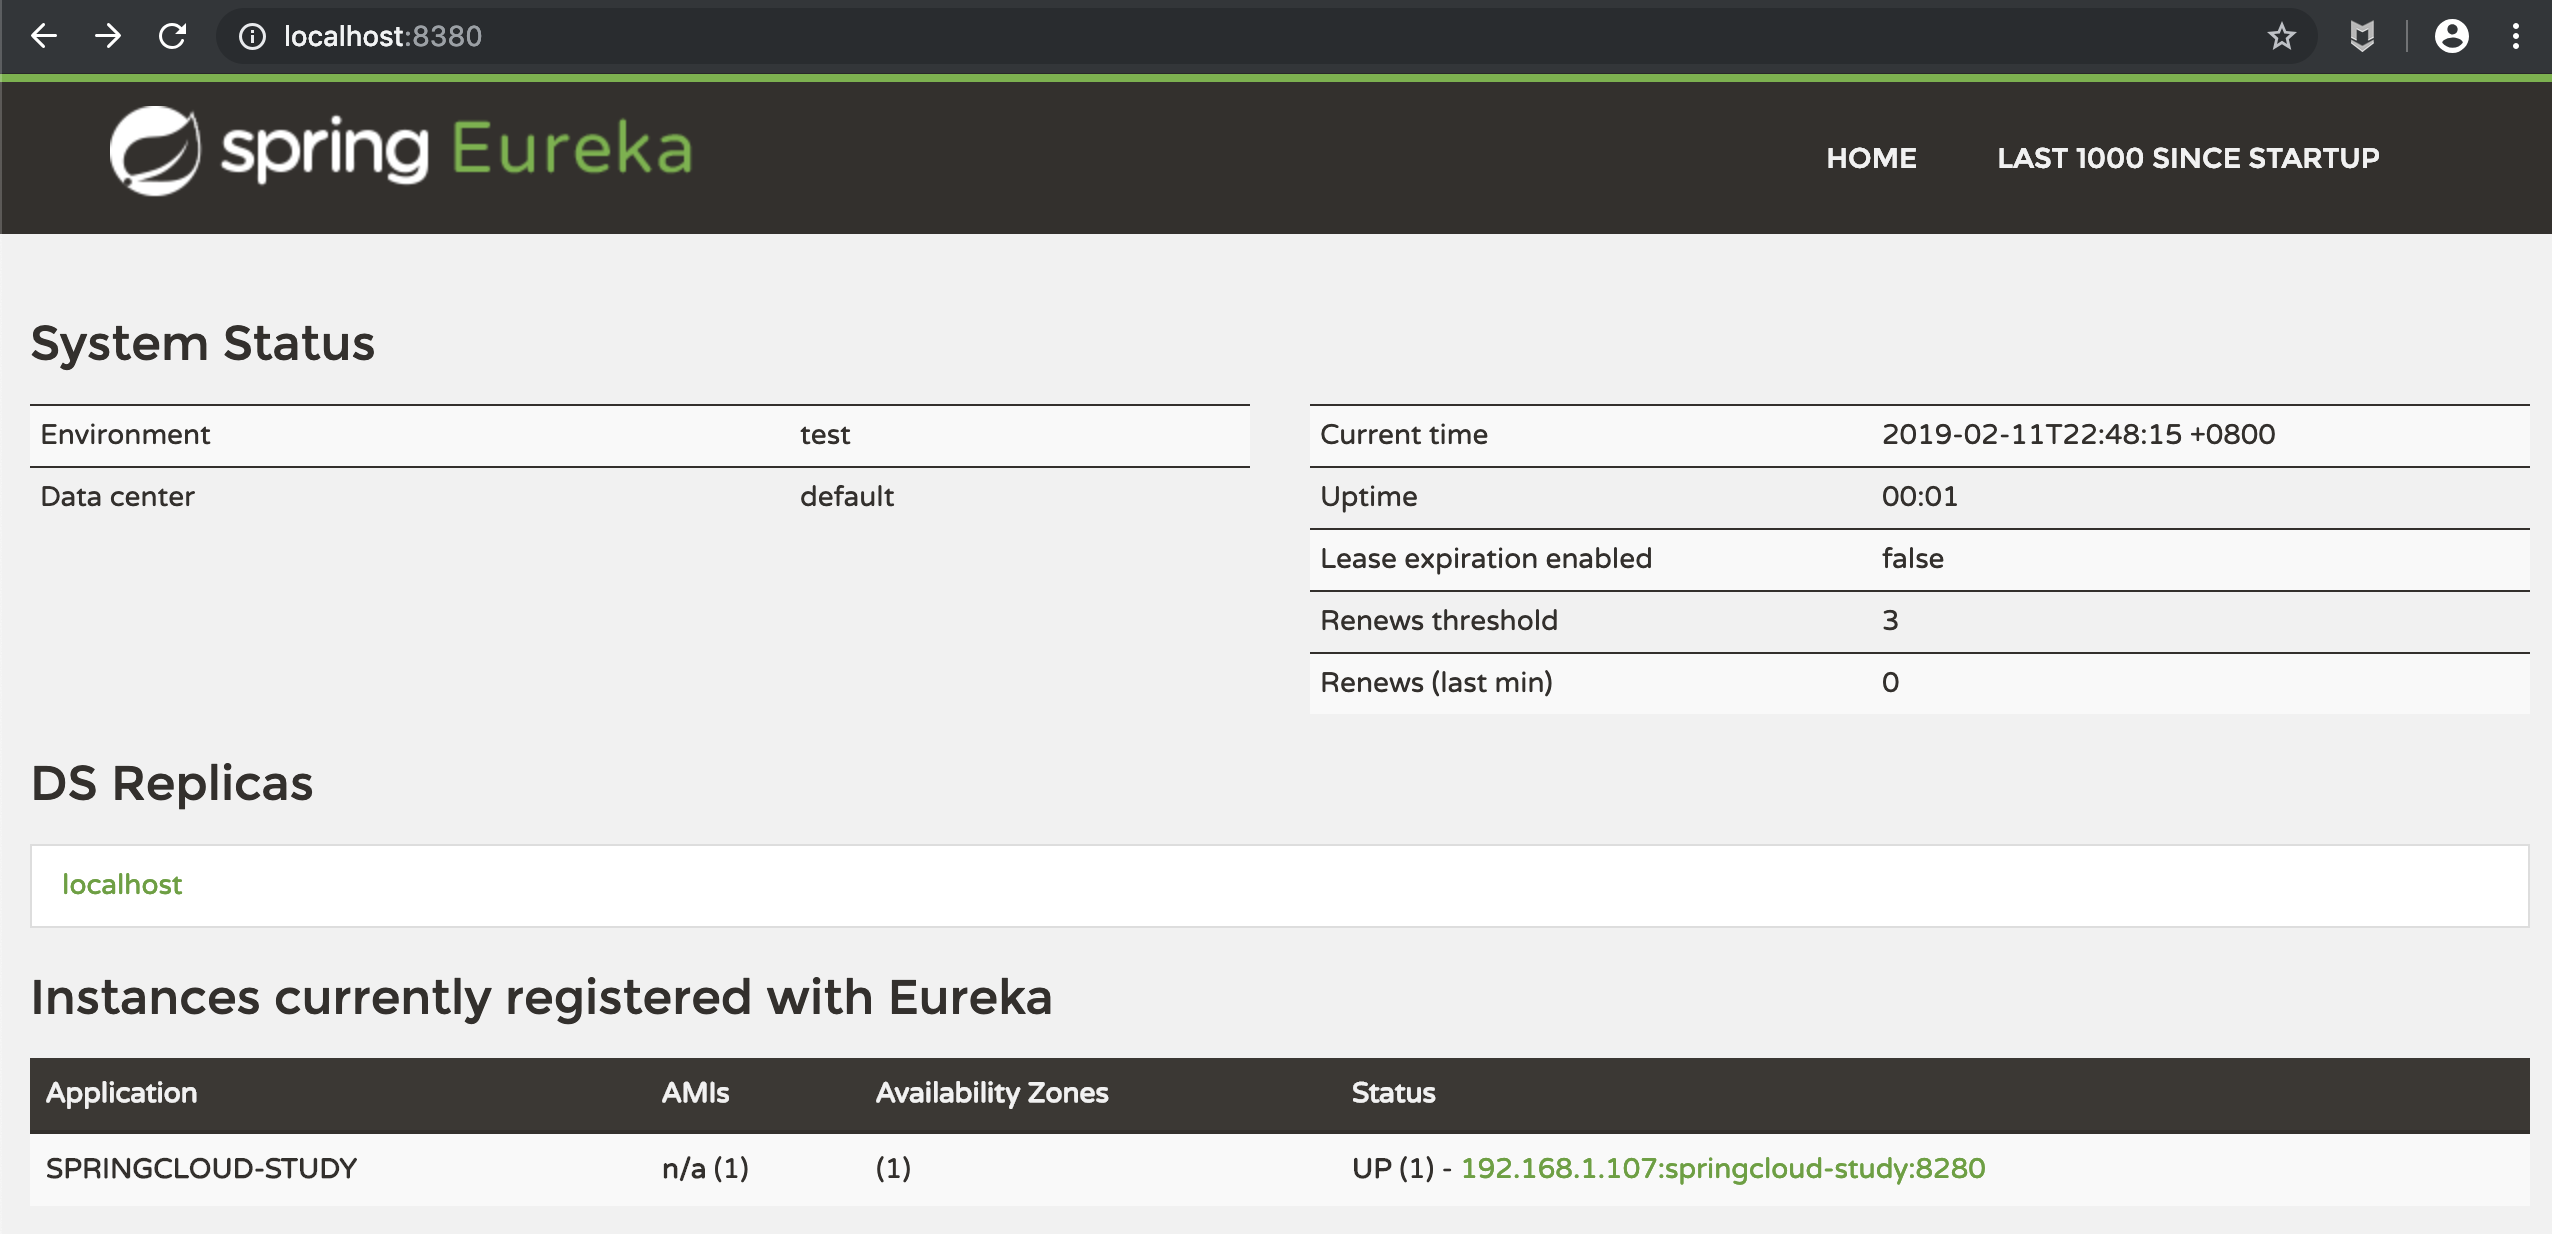 localhost:8380
spring Eureka
HOME LAST 1000 SINCE STARTUP
System Status
Environment test
Data center default
Current time 2019-02-11T22:48:15 +0800
Uptime 00:01
Lease expiration enabled false
Renews threshold 3
Renews (last min) 0
DS Replicas
localhost
Instances currently registered with Eureka
Application AMIs Availability Zones Status
SPRINGCLOUD-STUDY n/a (1) (1) UP (1) - 192.168.1.107:springcloud-study:8280